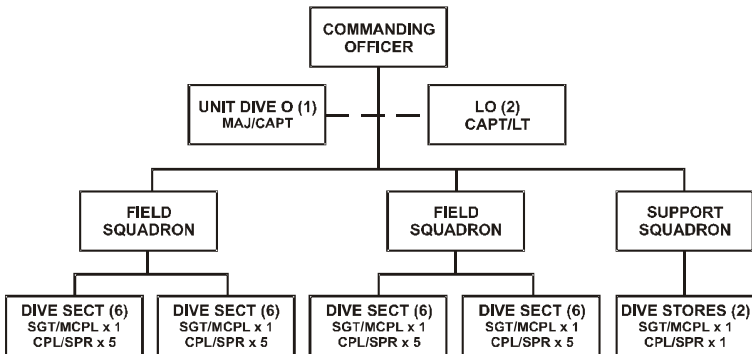 COMMANDING
OFFICER
UNIT DIVE O (1)
MAJ/CAPT
LO (2)
CAPT/LT
FIELD
SQUADRON
FIELD
SQUADRON
SUPPORT
SQUADRON
DIVE SECT (6)
SGT/MCPL x 1
CPL/SPR x 5
DIVE SECT (6)
SGT/MCPL x 1
CPL/SPR x 5
DIVE SECT (6)
SGT/MCPL x 1
CPL/SPR x 5
DIVE SECT (6)
SGT/MCPL x 1
CPL/SPR x 5
DIVE STORES (2)
SGT/MCPL x 1
CPL/SPR x 1